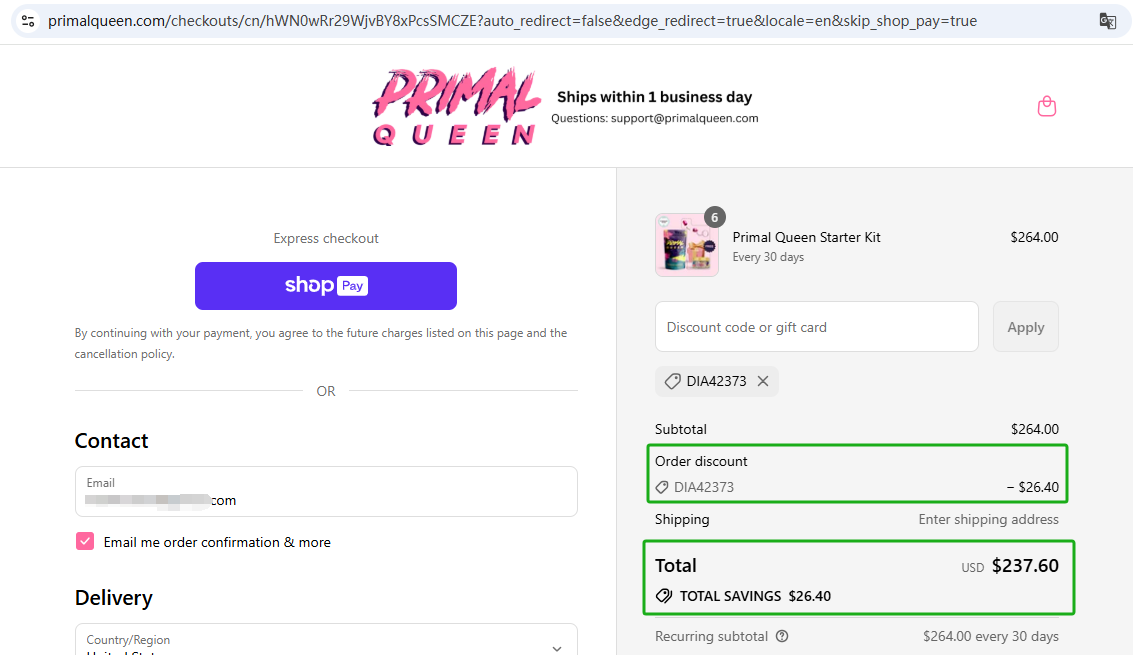 primalqueen.com/checkouts/cn/hWN0wRr29WjvBY8xPcsSMCZE?auto_redirect=false&edge_redirect=true&locale=en&skip_shop_pay=true
PRIMAL
QUEEN
Ships within 1 business day
Questions: support@primalqueen.com
Express checkout
shop Pay
By continuing with your payment, you agree to the future charges listed on this page and the
cancellation policy.
OR
Contact
Email
com
Email me order confirmation & more
Delivery
Country/Region
6
PRIMAL
QUEEN
Primal Queen Starter Kit $264.00
Every 30 days
Discount code or gift card Apply
DIA42373
Subtotal $264.00
Order discount
DIA42373 − $26.40
Shipping Enter shipping address
Total USD $237.60
TOTAL SAVINGS $26.40
Recurring subtotal $264.00 every 30 days